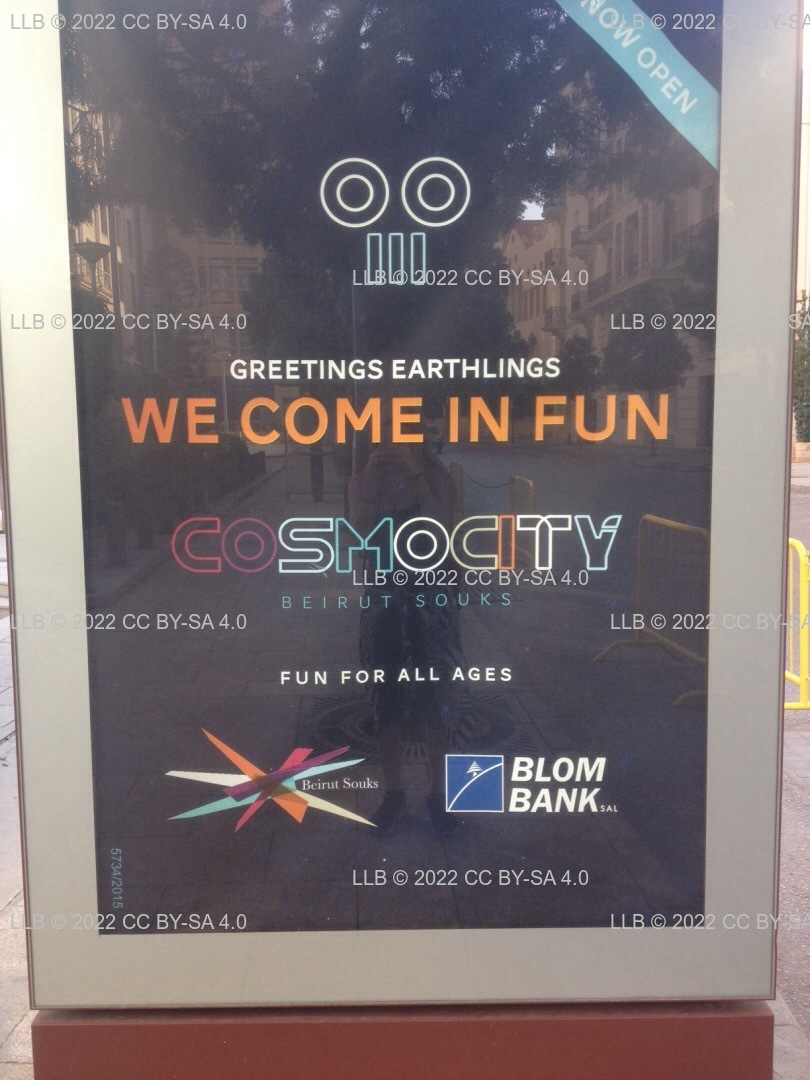 NOW OPEN
GREETINGS EARTHLINGS
WE COME IN FUN
COSMOCITY
BEIRUT SOUKS
FUN FOR ALL AGES
Beirut Souks
BLOM
BANK SAL
5734/2015
LLB © 2022 CC BY-SA 4.0